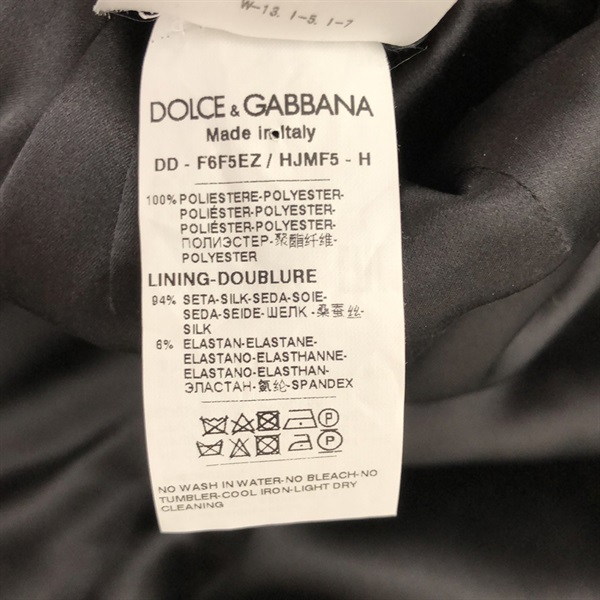 W-13, I-5, I-7
DOLCE & GABBANA
Made in Italy
DD - F6F5EZ / HJMF5 - H
100% POLIESTERE-POLYESTER-
POLIÉSTER-POLYESTER-
POLIÉSTER-POLYESTER-
ПОЛИЭСТЕР-聚酯纤维-
POLYESTER
LINING-DOUBLURE
94% SETA-SILK-SEDA-SOIE-
SEDA-SEIDE-ШЕЛК -桑蚕丝-
SILK
6% ELASTAN-ELASTANE-
ELASTANO-ELASTHANNE-
ELASTANO-ELASTHAN-
ЭЛАСТАН-氨纶-SPANDEX
P
P
NO WASH IN WATER-NO BLEACH-NO
TUMBLER-COOL IRON-LIGHT DRY
CLEANING